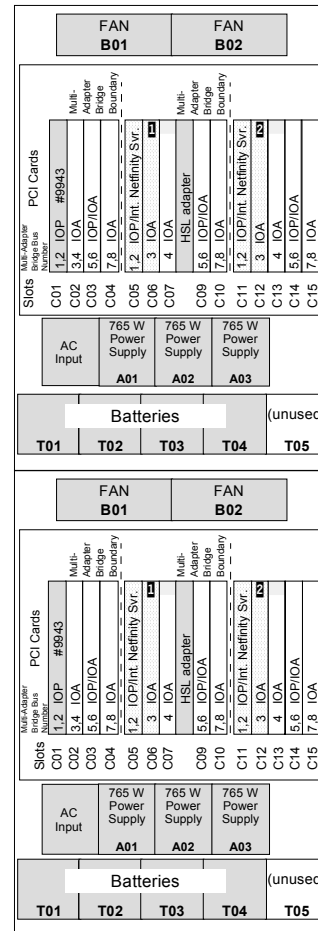 FAN
B01
FAN
B02
Multi-
Adapter
Bridge
Boundary
Multi-
Adapter
Bridge
Boundary
PCI Cards
Multi-Adapter
Bridge Bus
Number
Slots
1,2 IOP #9943
3,4 IOA
5,6 IOP/IOA
7,8 IOA
1,2 IOP/Int. Netfinity Svr.
3 IOA 1
4 IOA
HSL adapter
5,6 IOP/IOA
7,8 IOA
1,2 IOP/Int. Netfinity Svr.
3 IOA 2
4 IOA
5,6 IOP/IOA
7,8 IOA
C01 C02 C03 C04 C05 C06 C07 C09 C10 C11 C12 C13 C14 C15
AC
Input
765 W
Power
Supply
A01
765 W
Power
Supply
A02
765 W
Power
Supply
A03
Batteries
(unused
T01 T02 T03 T04 T05
FAN
B01
FAN
B02
Multi-
Adapter
Bridge
Boundary
Multi-
Adapter
Bridge
Boundary
PCI Cards
Multi-Adapter
Bridge Bus
Number
Slots
1,2 IOP #9943
3,4 IOA
5,6 IOP/IOA
7,8 IOA
1,2 IOP/Int. Netfinity Svr.
3 IOA 1
4 IOA
HSL adapter
5,6 IOP/IOA
7,8 IOA
1,2 IOP/Int. Netfinity Svr.
3 IOA 2
4 IOA
5,6 IOP/IOA
7,8 IOA
C01 C02 C03 C04 C05 C06 C07 C09 C10 C11 C12 C13 C14 C15
AC
Input
765 W
Power
Supply
A01
765 W
Power
Supply
A02
765 W
Power
Supply
A03
Batteries
(unused
T01 T02 T03 T04 T05